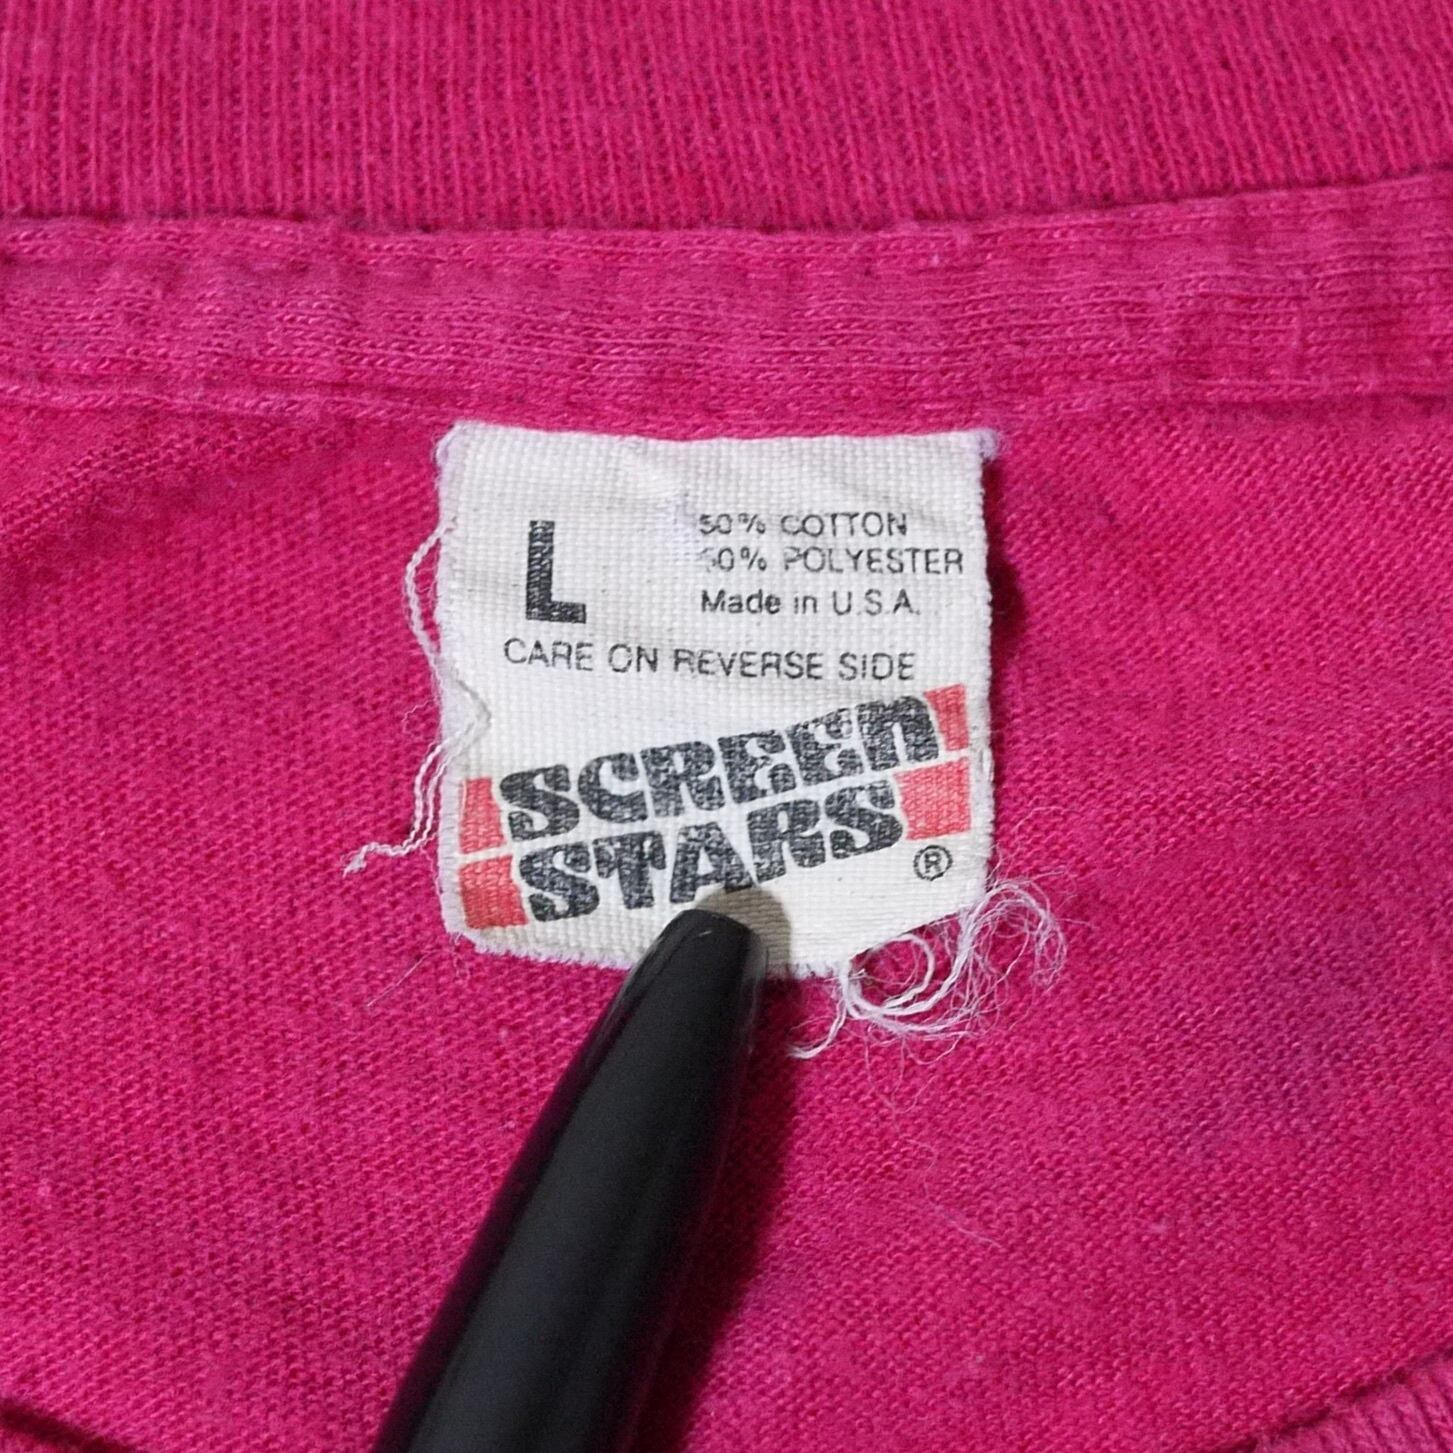 L
50% COTTON
50% POLYESTER
Made in U.S.A.
CARE ON REVERSE SIDE
SCREEN
STARS
®